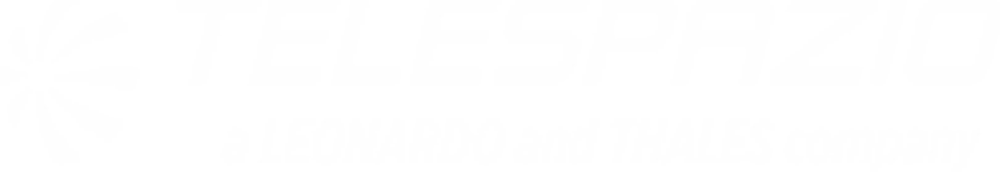 TELESPAZIO
a LEONARDO and THALES company